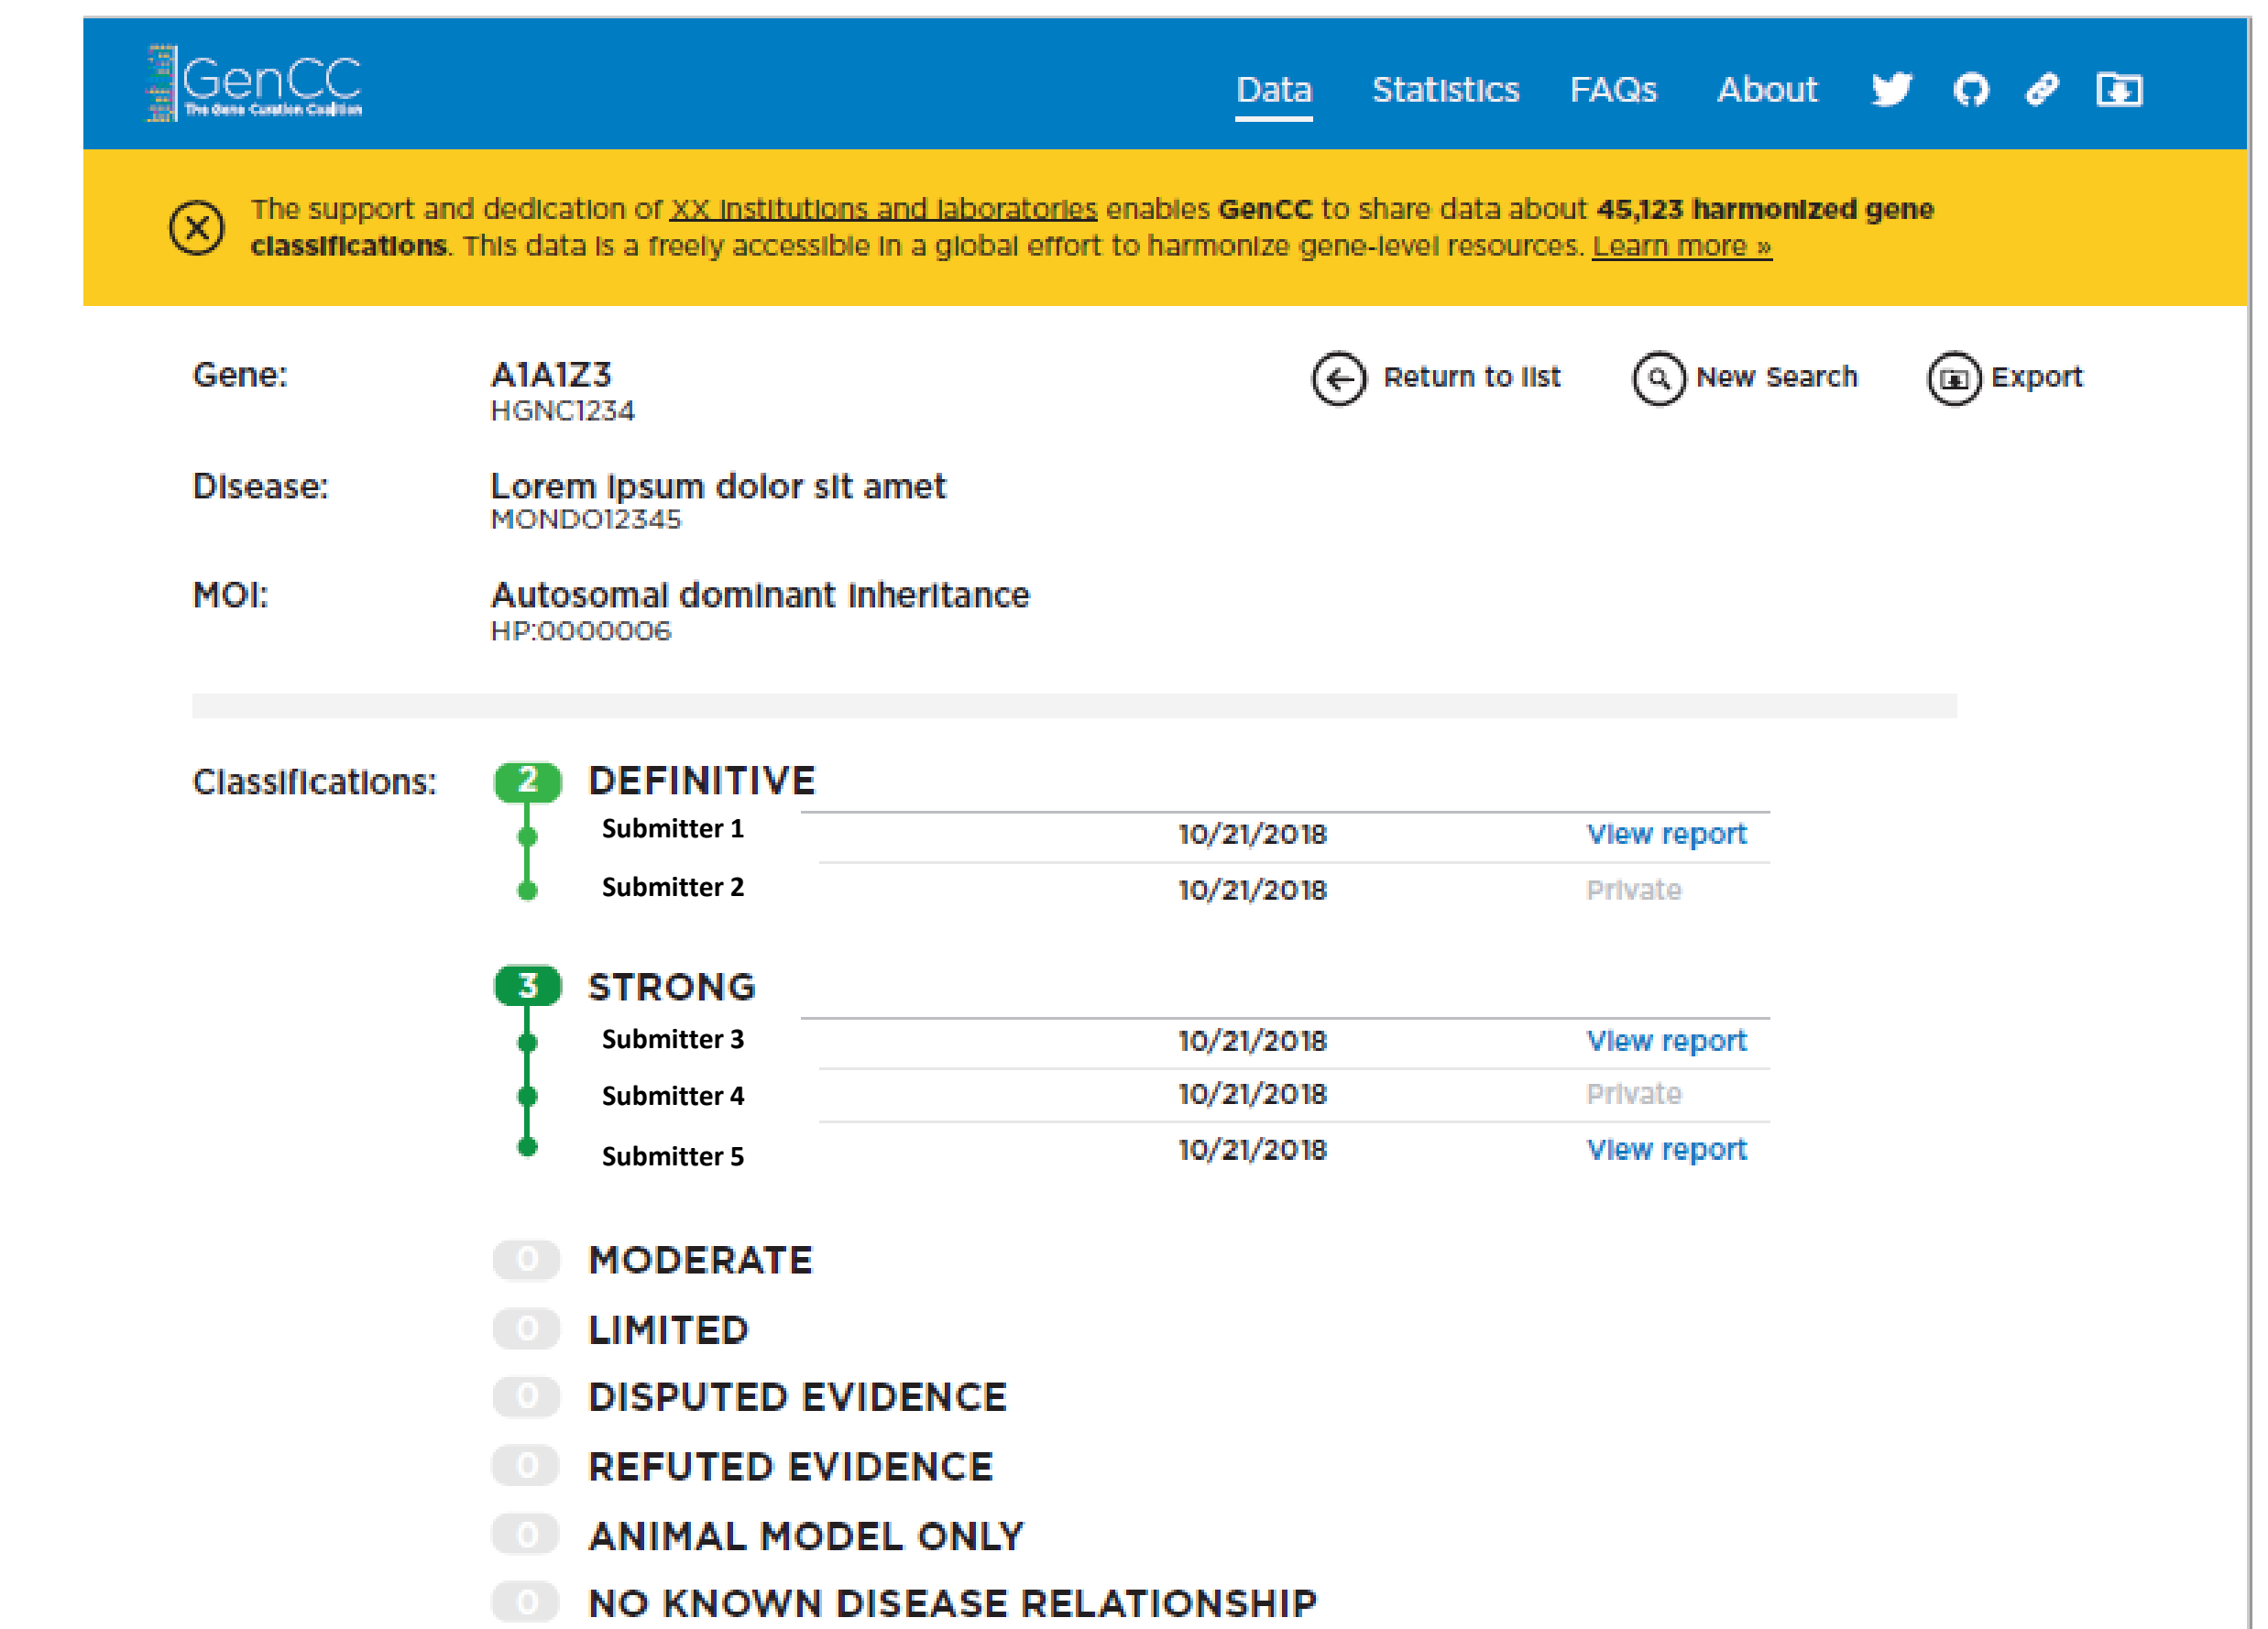 GenCC
The Gene Curation Coalition
Data Statistics FAQs About
The support and dedication of XX institutions and laboratories enables GenCC to share data about 45,123 harmonized gene
classifications. This data is a freely accessible in a global effort to harmonize gene-level resources. Learn more »
Gene: A1A1Z3
HGNC1234
Return to list New Search Export
Disease: Lorem ipsum dolor sit amet
MONDO12345
MOI: Autosomal dominant inheritance
HP:0000006
Classifications: 2 DEFINITIVE
Submitter 1 10/21/2018 View report
Submitter 2 10/21/2018 Private
3 STRONG
Submitter 3 10/21/2018 View report
Submitter 4 10/21/2018 Private
Submitter 5 10/21/2018 View report
0 MODERATE
0 LIMITED
0 DISPUTED EVIDENCE
0 REFUTED EVIDENCE
0 ANIMAL MODEL ONLY
0 NO KNOWN DISEASE RELATIONSHIP